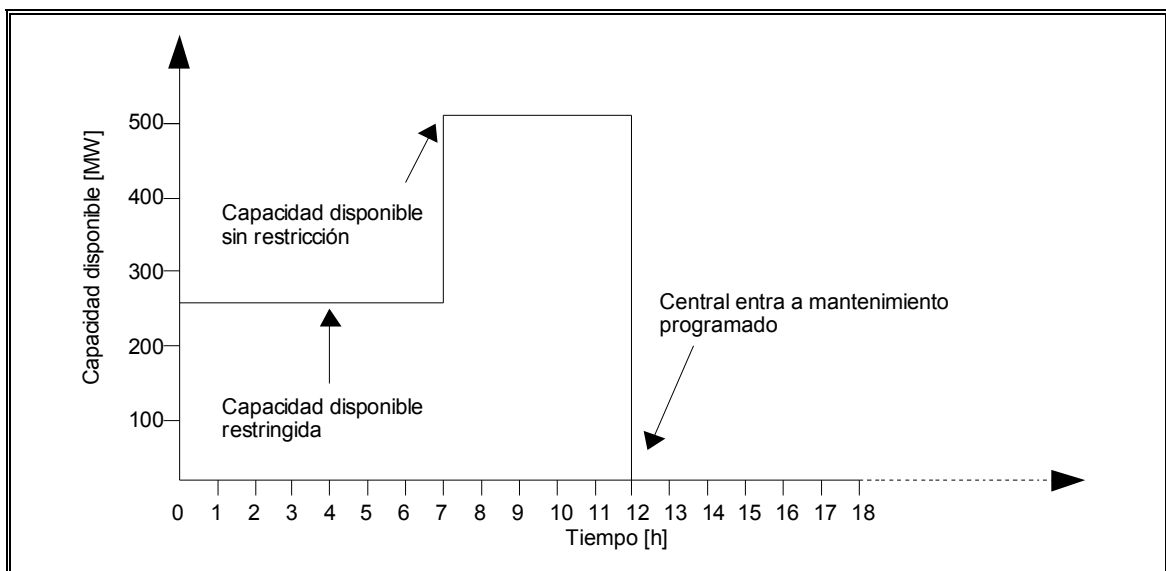 Capacidad disponible [MW]
500
400
300
200
100
Capacidad disponible
sin restricción
Capacidad disponible
restringida
Central entra a mantenimiento
programado
0 1 2 3 4 5 6 7 8 9 10 11 12 13 14 15 16 17 18
Tiempo [h]